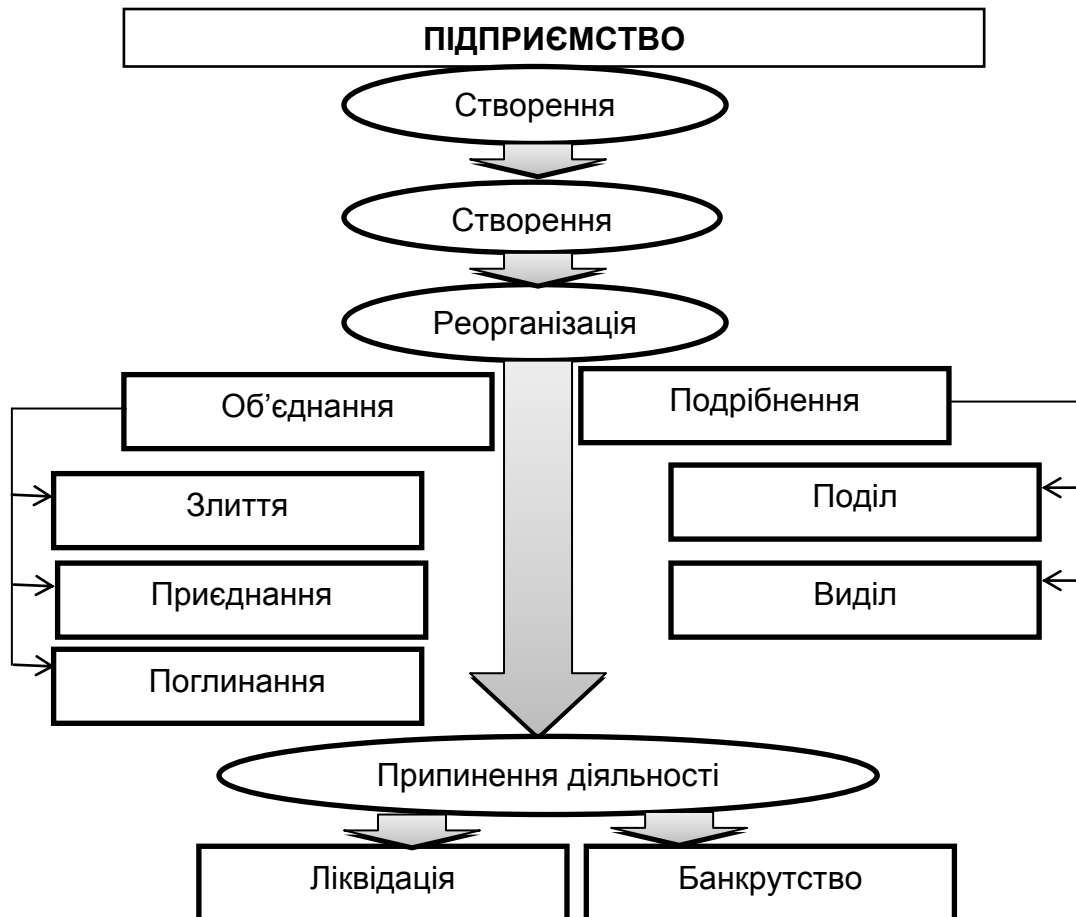 ПІДПРИЄМСТВО
Створення
Створення
Реорганізація
Об’єднання
Подрібнення
Злиття
Поділ
Приєднання
Виділ
Поглинання
Припинення діяльності
Ліквідація
Банкрутство